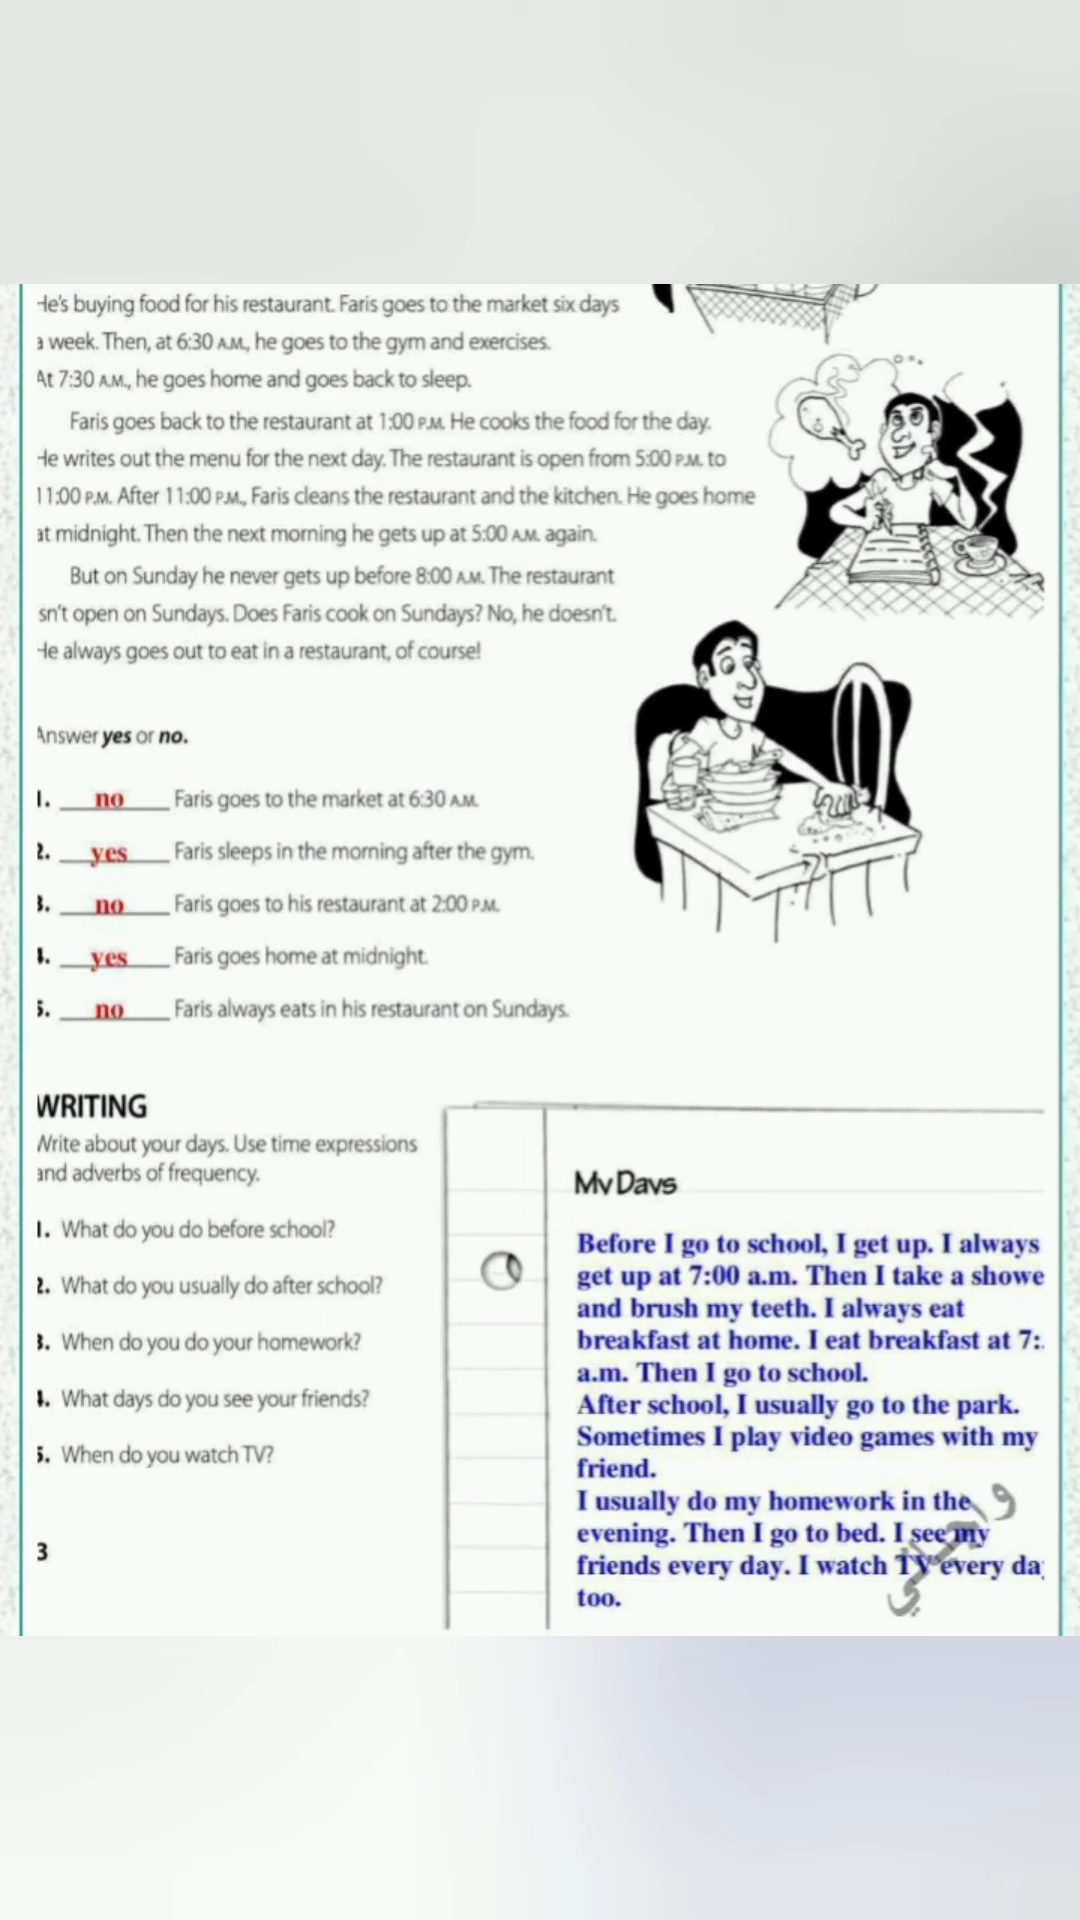 He's buying food for his restaurant. Faris goes to the market six days
a week. Then, at 6:30 A.M., he goes to the gym and exercises.
At 7:30 A.M., he goes home and goes back to sleep.
Faris goes back to the restaurant at 1:00 P.M. He cooks the food for the day.
He writes out the menu for the next day. The restaurant is open from 5:00 P.M. to
11:00 P.M. After 11:00 P.M., Faris cleans the restaurant and the kitchen. He goes home
at midnight. Then the next morning he gets up at 5:00 A.M. again.
But on Sunday he never gets up before 8:00 A.M. The restaurant
sn't open on Sundays. Does Faris cook on Sundays? No, he doesn't.
He always goes out to eat in a restaurant, of course!
Answer yes or no.
1. no Faris goes to the market at 6:30 A.M.
2. yes Faris sleeps in the morning after the gym.
3. no Faris goes to his restaurant at 2:00 P.M.
4. yes Faris goes home at midnight.
5. no Faris always eats in his restaurant on Sundays.
WRITING
Write about your days. Use time expressions
and adverbs of frequency.
1. What do you do before school?
2. What do you usually do after school?
3. When do you do your homework?
4. What days do you see your friends?
5. When do you watch TV?
3
My Days
Before I go to school, I get up. I always
get up at 7:00 a.m. Then I take a showe
and brush my teeth. I always eat
breakfast at home. I eat breakfast at 7:
a.m. Then I go to school.
After school, I usually go to the park.
Sometimes I play video games with my
friend.
I usually do my homework in the
evening. Then I go to bed. I see my
friends every day. I watch TV every da
too.
واجباتي